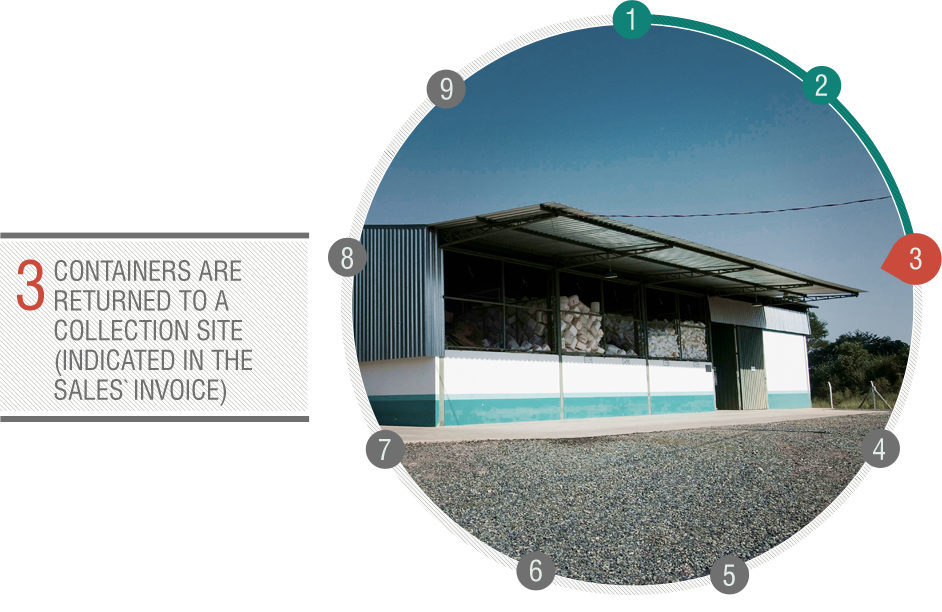 3 CONTAINERS ARE
RETURNED TO A
COLLECTION SITE
(INDICATED IN THE
SALES` INVOICE)
1
2
3
4
5
6
7
8
9